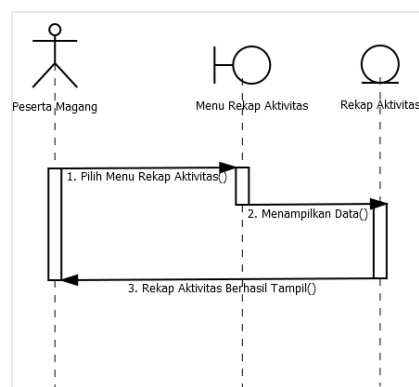 Peserta Magang
Menu Rekap Aktivitas
Rekap Aktivitas
1. Pilih Menu Rekap Aktivitas()
2. Menampilkan Data()
3. Rekap Aktivitas Berhasil Tampil()